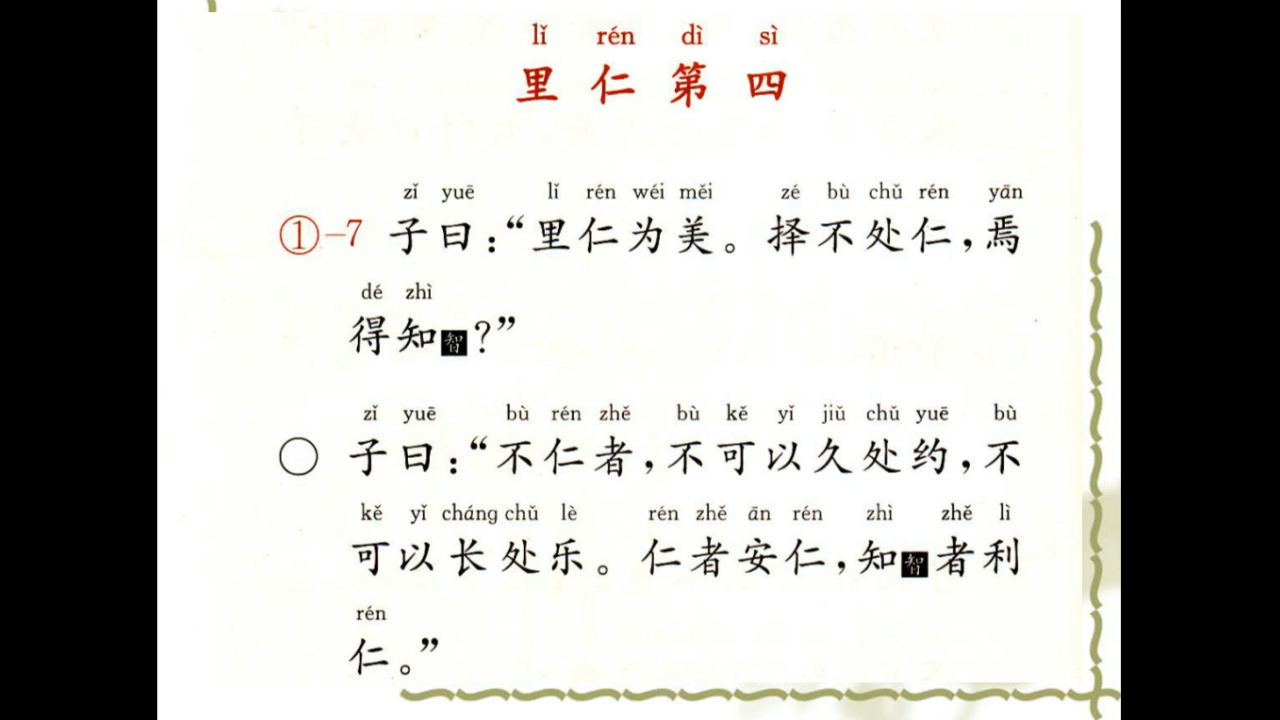 lǐ rén dì sì
里仁第四
zǐ yuē lǐ rén wéi měi zé bù chǔ rén yān
①-7 子曰：“里仁为美。择不处仁，焉
dé zhì
得知智？”
zǐ yuē bù rén zhě bù kě yǐ jiǔ chǔ yuē bù
○ 子曰：“不仁者，不可以久处约，不
kě yǐ cháng chǔ lè rén zhě ān rén zhì zhě lì
可以长处乐。仁者安仁，知智者利
rén
仁。”